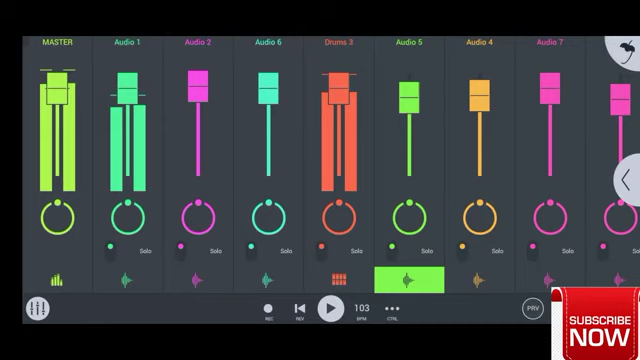 MASTER
Audio 1
Audio 2
Audio 6
Drums 3
Audio 5
Audio 4
Audio 7
Solo
Solo
Solo
Solo
Solo
Solo
Solo
103
REC
REV
BPM
CTRL
PRV
SUBSCRIBE
NOW